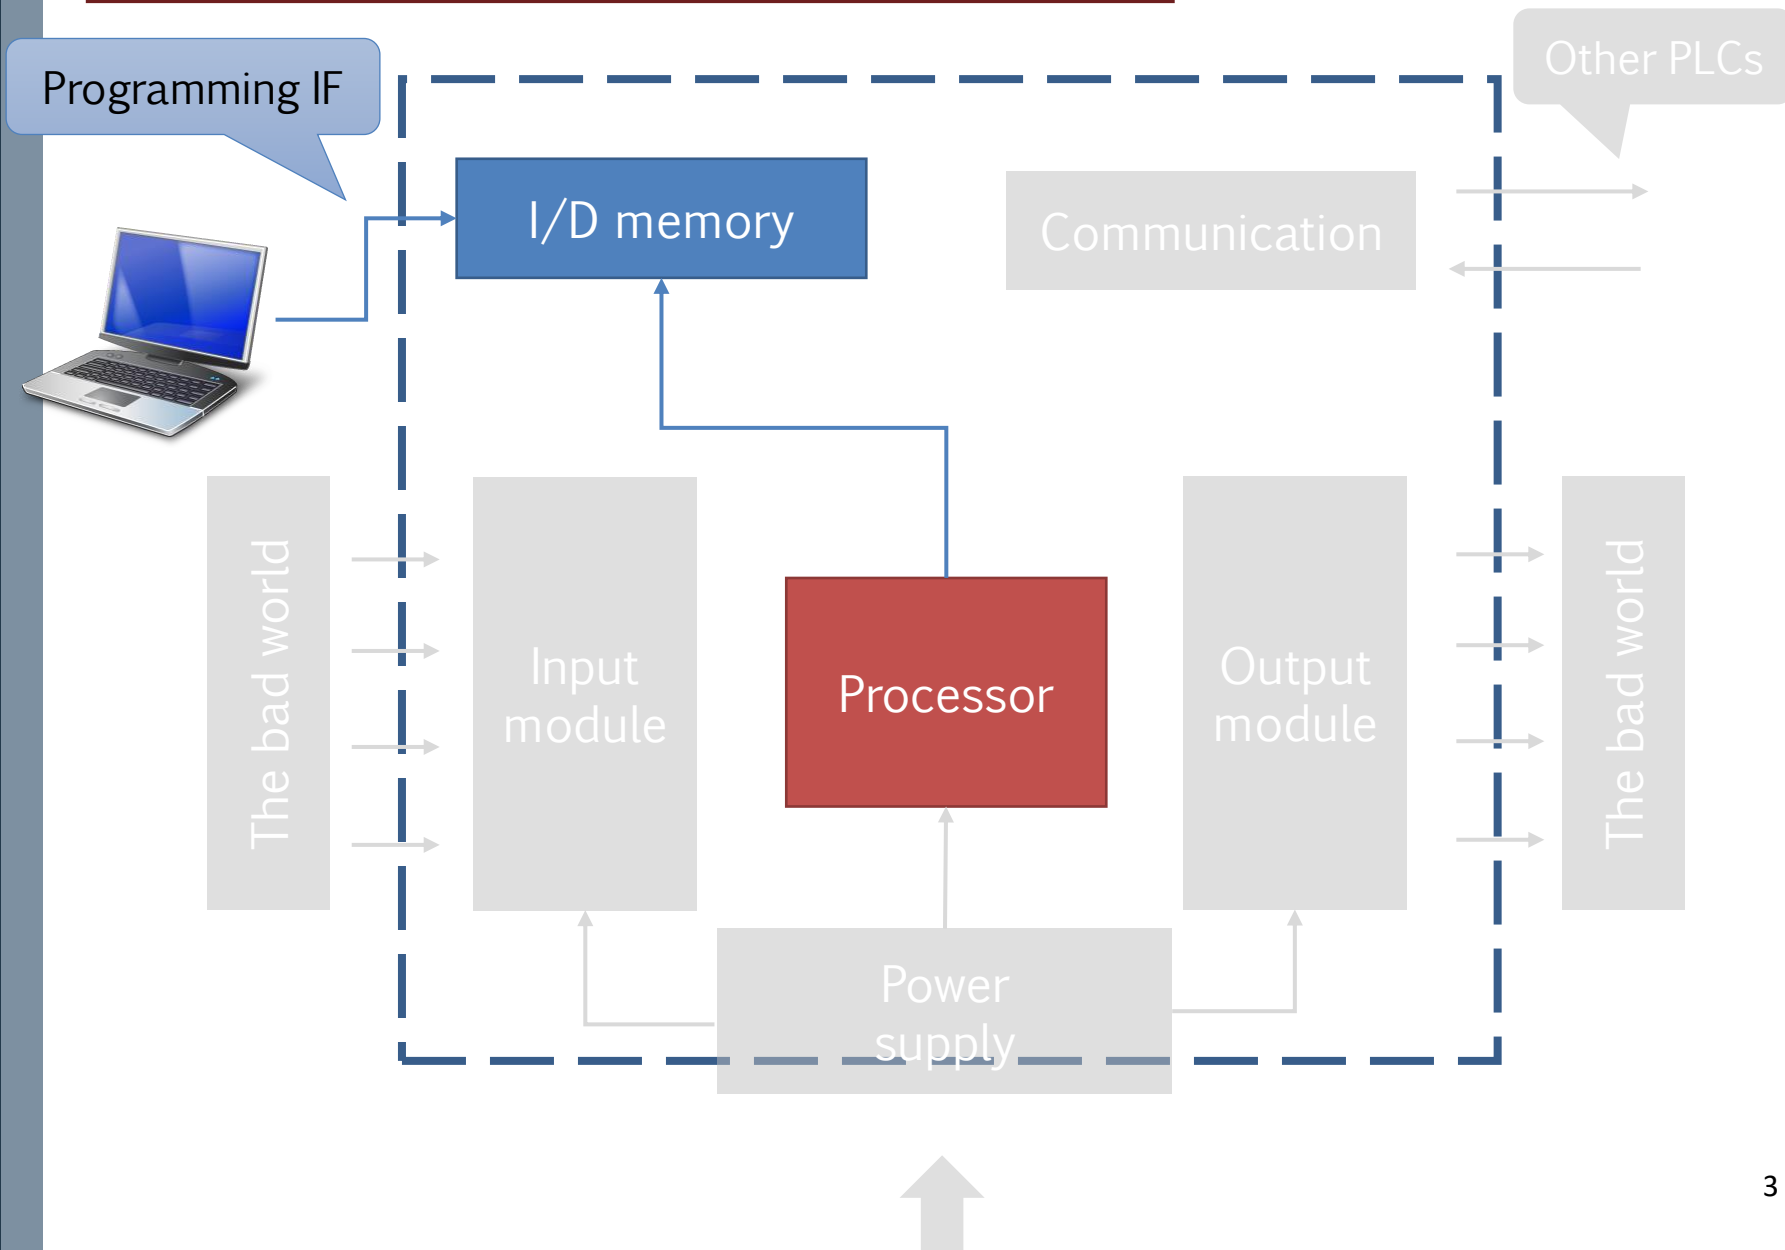 Programming IF
Other PLCs
I/D memory
Communication
The bad world
Input
module
Processor
Output
module
The bad world
Power
supply
3